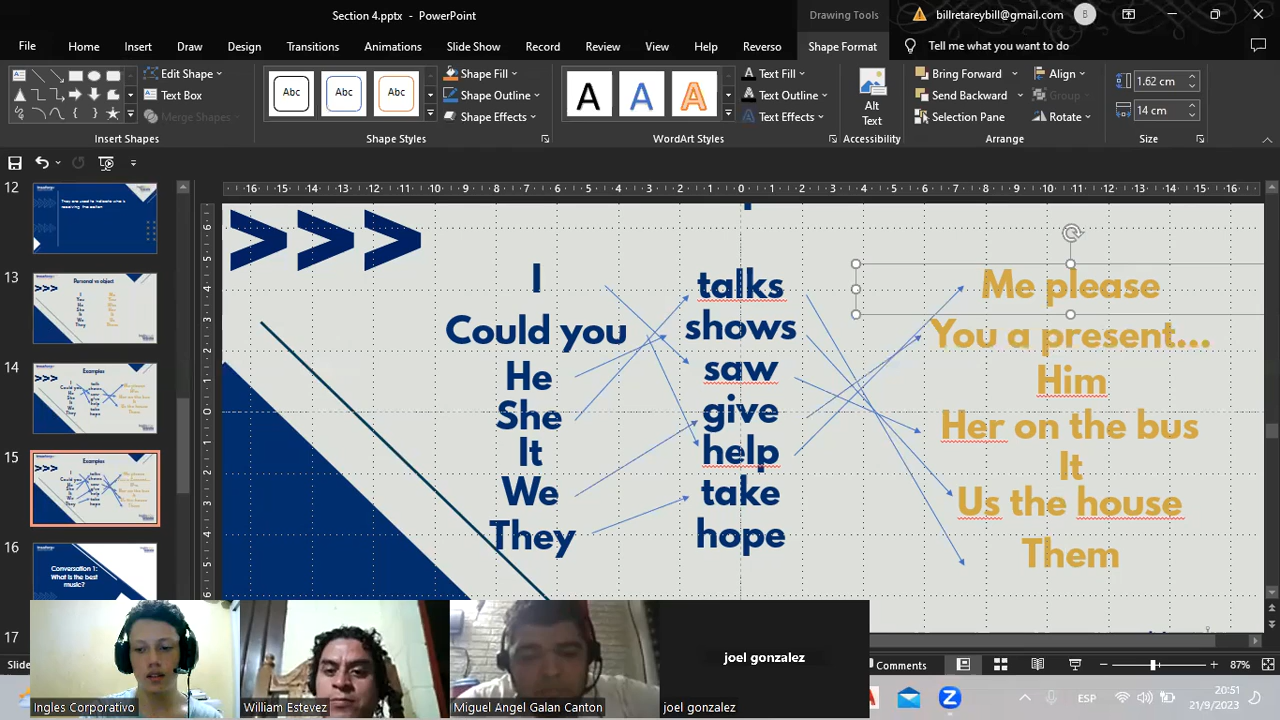 Section 4.pptx - PowerPoint
Drawing Tools
billretareybill@gmail.com
B
File
Home
Insert
Draw
Design
Transitions
Animations
Slide Show
Record
Review
View
Help
Reverso
Shape Format
Tell me what you want to do
Edit Shape
Text Box
Merge Shapes
Insert Shapes
Abc
Abc
Abc
Shape Fill
Shape Outline
Shape Effects
Shape Styles
A
A
A
Text Fill
Text Outline
Text Effects
WordArt Styles
Alt
Text
Accessibility
Bring Forward
Send Backward
Selection Pane
Align
Group
Rotate
Arrange
1.62 cm
14 cm
Size
12
13
Personal vs object
14
Examples
15
Examples
16
Conversation 1:
What is the best
music?
17
>>>
I
Could you
He
She
It
We
They
talks
shows
saw
give
help
take
hope
Me please
You a present...
Him
Her on the bus
It
Us the house
Them
Ingles Corporativo
William Estevez
Miguel Angel Galan Canton
joel gonzalez
joel gonzalez
Slide
Comments
87%
ESP
20:51
21/9/2023